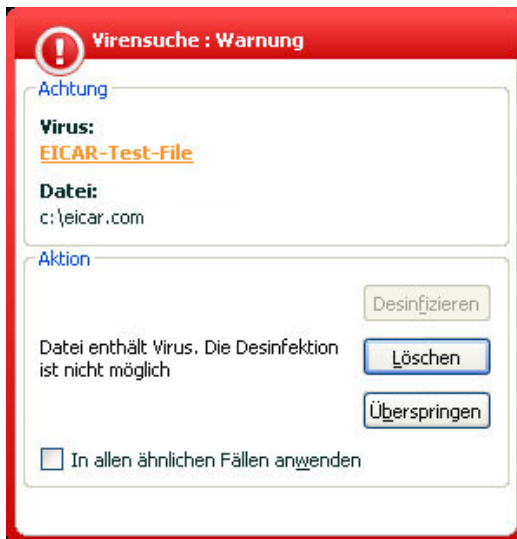 Virensuche : Warnung
Achtung
Virus:
EICAR-Test-File
Datei:
c:\eicar.com
Aktion
Desinfizieren
Datei enthält Virus. Die Desinfektion
ist nicht möglich
Löschen
Überspringen
In allen ähnlichen Fällen anwenden